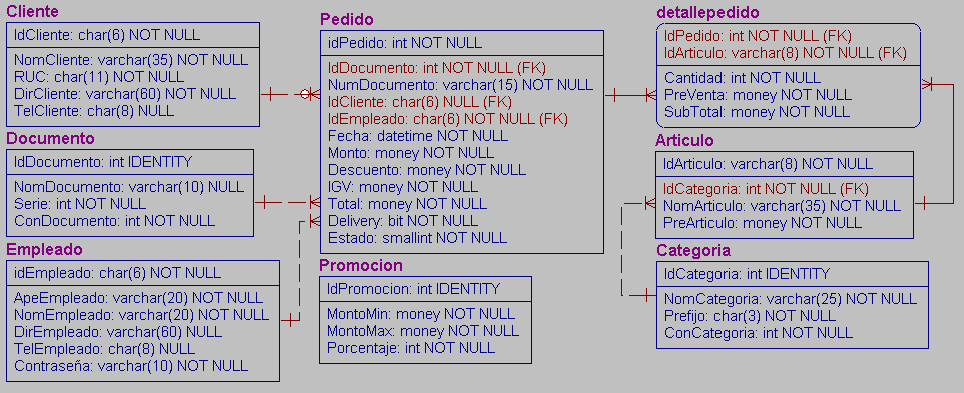 Cliente
IdCliente: char(6) NOT NULL
NomCliente: varchar(35) NOT NULL
RUC: char(11) NOT NULL
DirCliente: varchar(60) NOT NULL
TelCliente: char(8) NULL
Documento
IdDocumento: int IDENTITY
NomDocumento: varchar(10) NOT NULL
Serie: int NOT NULL
ConDocumento: int NOT NULL
Empleado
idEmpleado: char(6) NOT NULL
ApeEmpleado: varchar(20) NOT NULL
NomEmpleado: varchar(20) NOT NULL
DirEmpleado: varchar(60) NULL
TelEmpleado: char(8) NULL
Contraseña: varchar(10) NOT NULL
Pedido
idPedido: int NOT NULL
IdDocumento: int NOT NULL (FK)
NumDocumento: varchar(15) NOT NULL
IdCliente: char(6) NULL (FK)
IdEmpleado: char(6) NOT NULL (FK)
Fecha: datetime NOT NULL
Monto: money NOT NULL
Descuento: money NOT NULL
IGV: money NOT NULL
Total: money NOT NULL
Delivery: bit NOT NULL
Estado: smallint NOT NULL
Promocion
IdPromocion: int IDENTITY
MontoMin: money NOT NULL
MontoMax: money NOT NULL
Porcentaje: int NOT NULL
detallepedido
IdPedido: int NOT NULL (FK)
IdArticulo: varchar(8) NOT NULL (FK)
Cantidad: int NOT NULL
PreVenta: money NOT NULL
SubTotal: money NOT NULL
Articulo
IdArticulo: varchar(8) NOT NULL
IdCategoria: int NOT NULL (FK)
NomArticulo: varchar(35) NOT NULL
PreArticulo: money NOT NULL
Categoria
IdCategoria: int IDENTITY
NomCategoria: varchar(25) NOT NULL
Prefijo: char(3) NOT NULL
ConCategoria: int NOT NULL